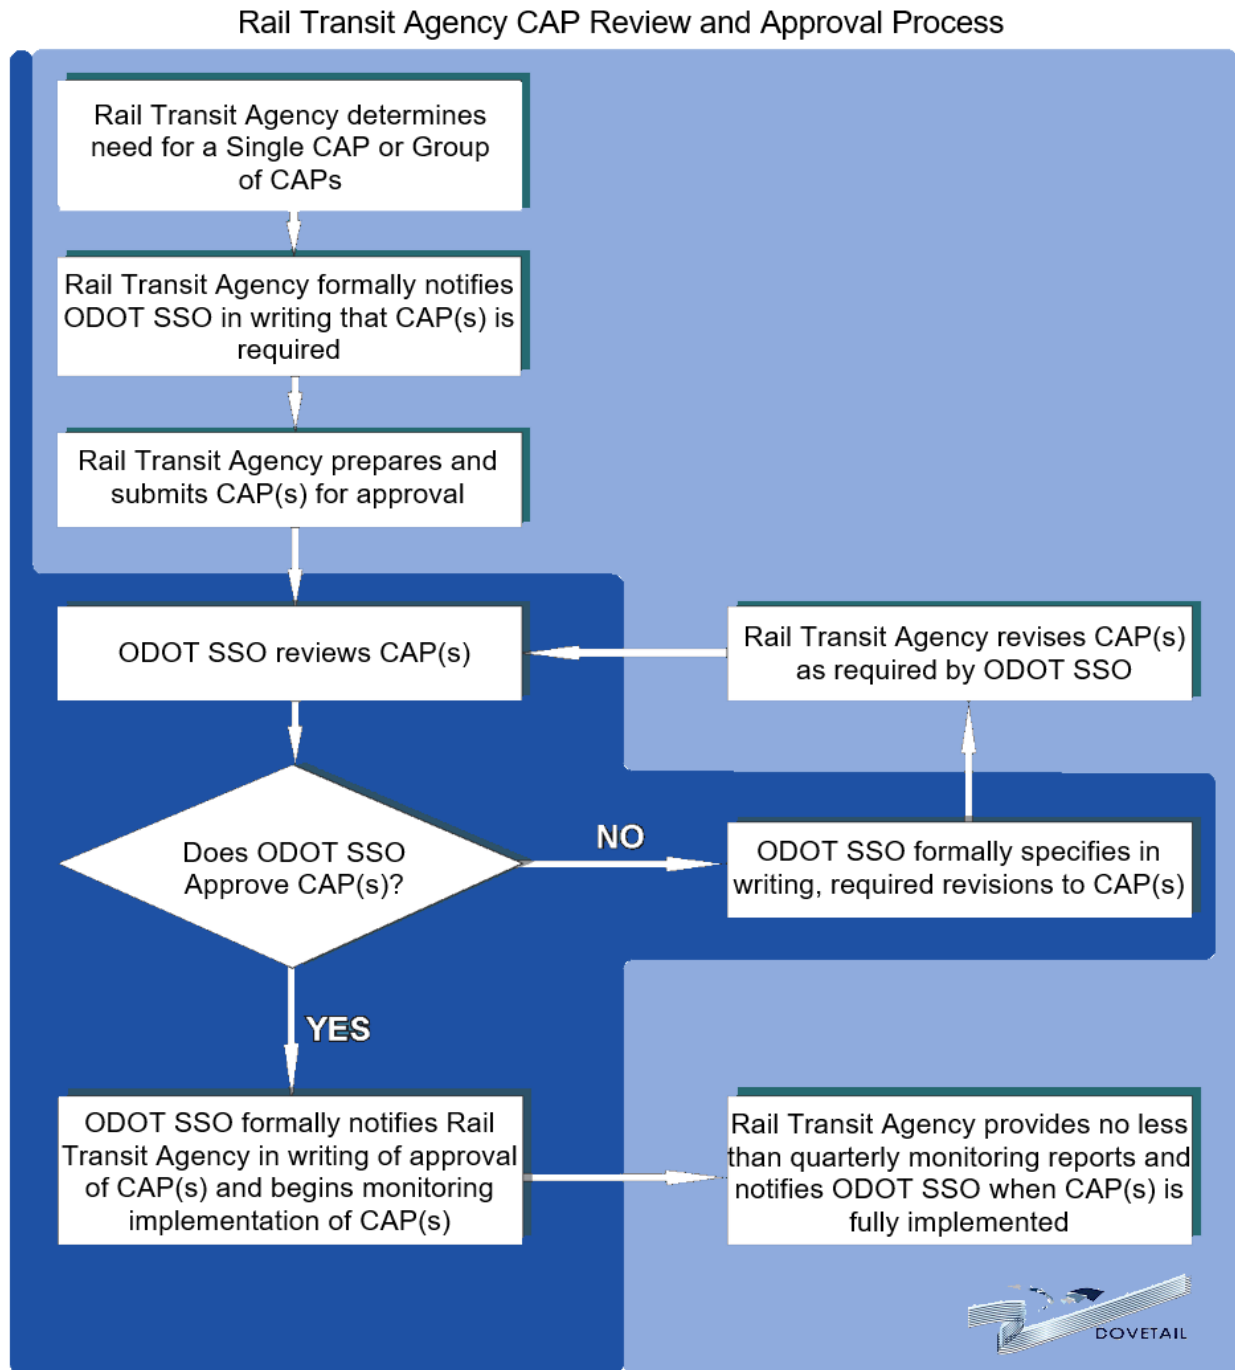 Rail Transit Agency CAP Review and Approval Process
Rail Transit Agency determines
need for a Single CAP or Group
of CAPs
Rail Transit Agency formally notifies
ODOT SSO in writing that CAP(s) is
required
Rail Transit Agency prepares and
submits CAP(s) for approval
ODOT SSO reviews CAP(s)
Rail Transit Agency revises CAP(s)
as required by ODOT SSO
Does ODOT SSO
Approve CAP(s)?
NO
ODOT SSO formally specifies in
writing, required revisions to CAP(s)
YES
ODOT SSO formally notifies Rail
Transit Agency in writing of approval
of CAP(s) and begins monitoring
implementation of CAP(s)
Rail Transit Agency provides no less
than quarterly monitoring reports and
notifies ODOT SSO when CAP(s) is
fully implemented
DOVETAIL